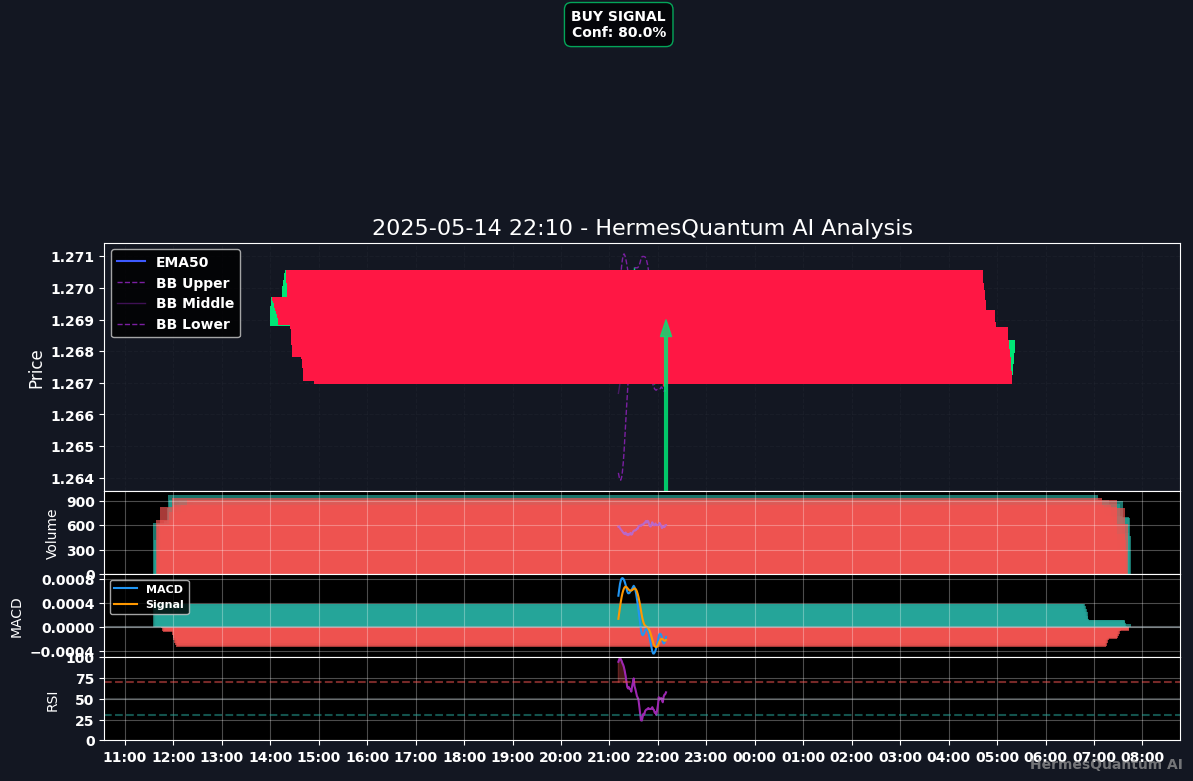 BUY SIGNAL
Conf: 80.0%
2025-05-14 22:10 - HermesQuantum AI Analysis
EMA50
BB Upper
BB Middle
BB Lower
Price
1.271
1.270
1.269
1.268
1.267
1.266
1.265
1.264
Volume
900
600
300
0
MACD
MACD
Signal
0.0008
0.0004
0.0000
−0.0004
RSI
100
75
50
25
0
11:00 12:00 13:00 14:00 15:00 16:00 17:00 18:00 19:00 20:00 21:00 22:00 23:00 00:00 01:00 02:00 03:00 04:00 05:00 06:00 07:00 08:00
HermesQuantum AI